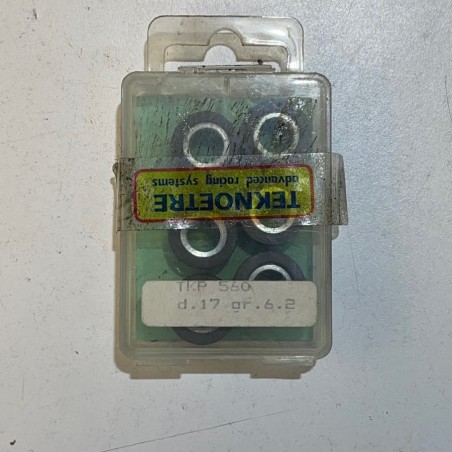 TEKNOETRE
advanced racing systems
TKP 560
d.17 gr.6.2